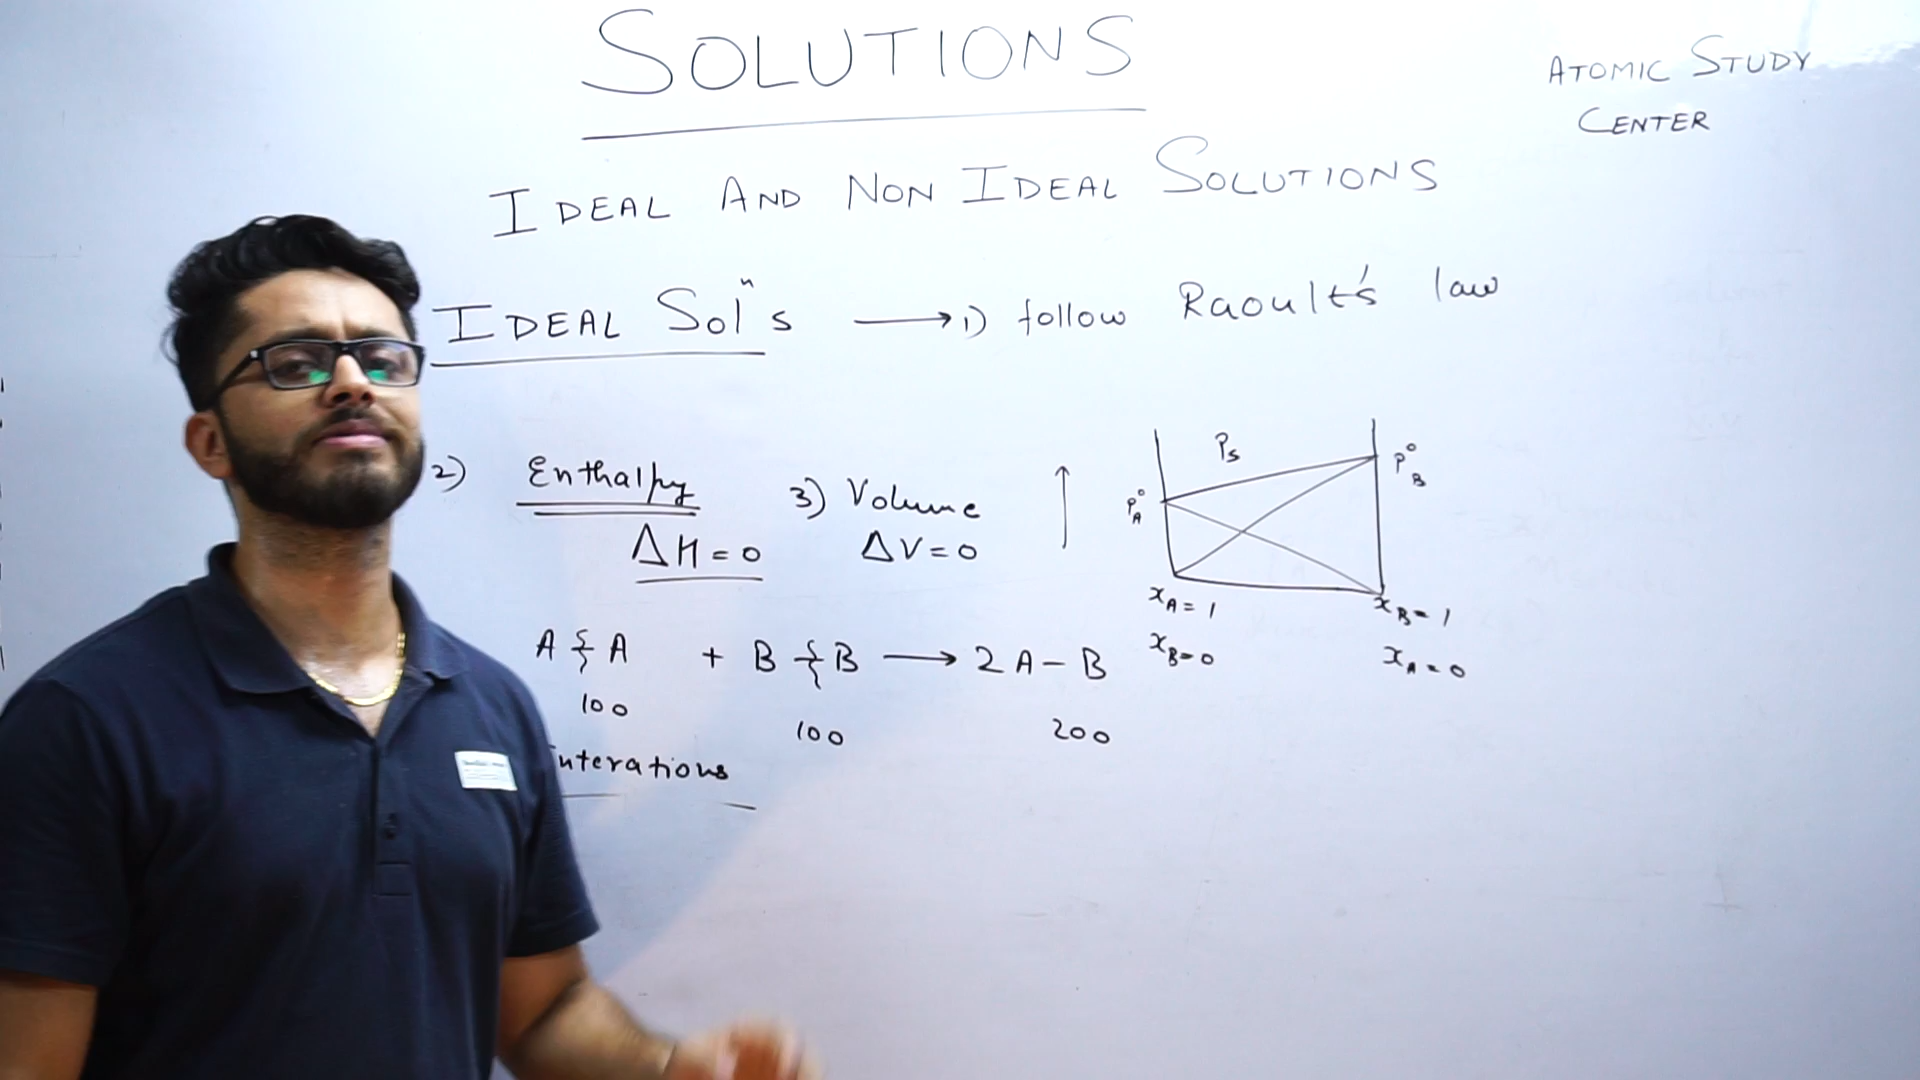 SOLUTIONS
ATOMIC STUDY
CENTER
IDEAL AND NON IDEAL SOLUTIONS
IDEAL Solⁿs ⟶ 1) follow Raoult's law
2) Enthalpy
ΔH = 0
3) Volume
ΔV = 0
A } A + B } B ⟶ 2 A – B
100 100 200
nterations
Ps
P°A
P°B
xA = 1
xB = 0
xB = 1
xA = 0